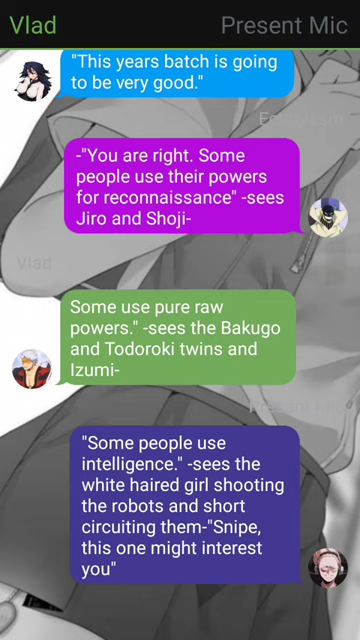 Vlad
Present Mic
"This years batch is going
to be very good."
-"You are right. Some
people use their powers
for reconnaissance" -sees
Jiro and Shoji-
Vlad
Some use pure raw
powers." -sees the Bakugo
and Todoroki twins and
Izumi-
Present Mic
"Some people use
intelligence." -sees the
white haired girl shooting
the robots and short
circuiting them-"Snipe,
this one might interest
you"